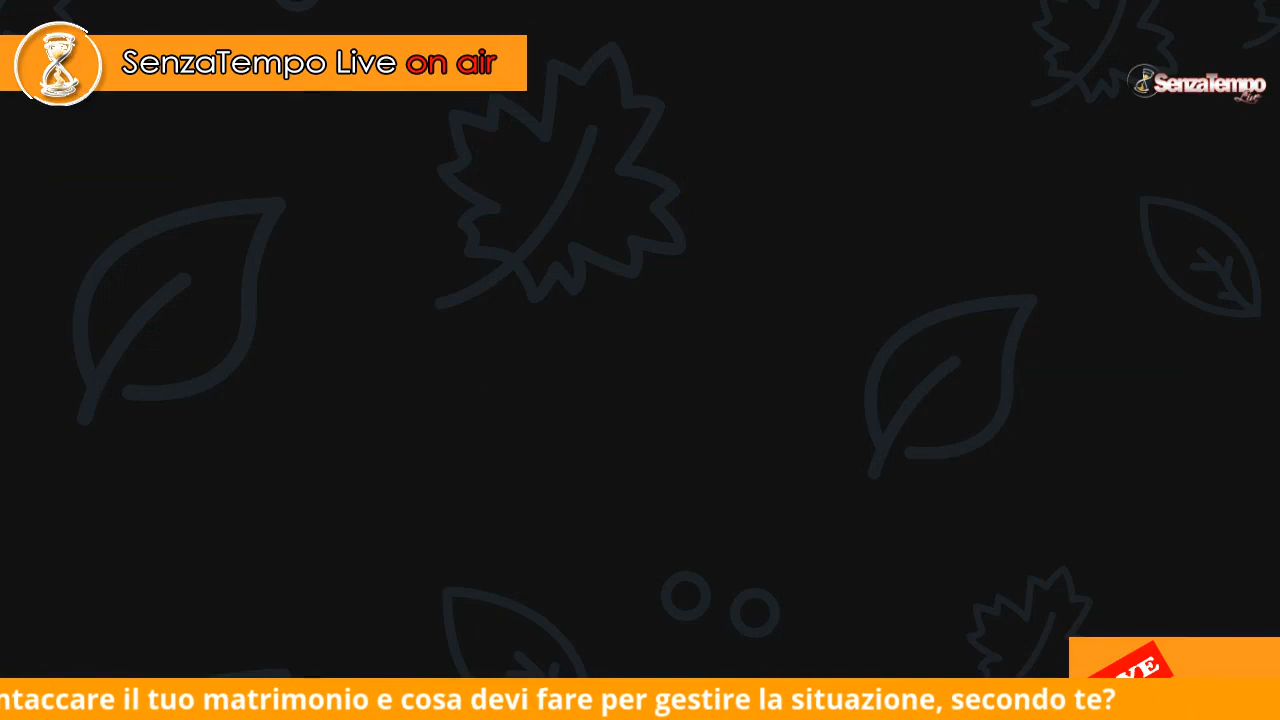 SenzaTempo Live on air
SenzaTempo
Live
ntaccare il tuo matrimonio e cosa devi fare per gestire la situazione, secondo te?